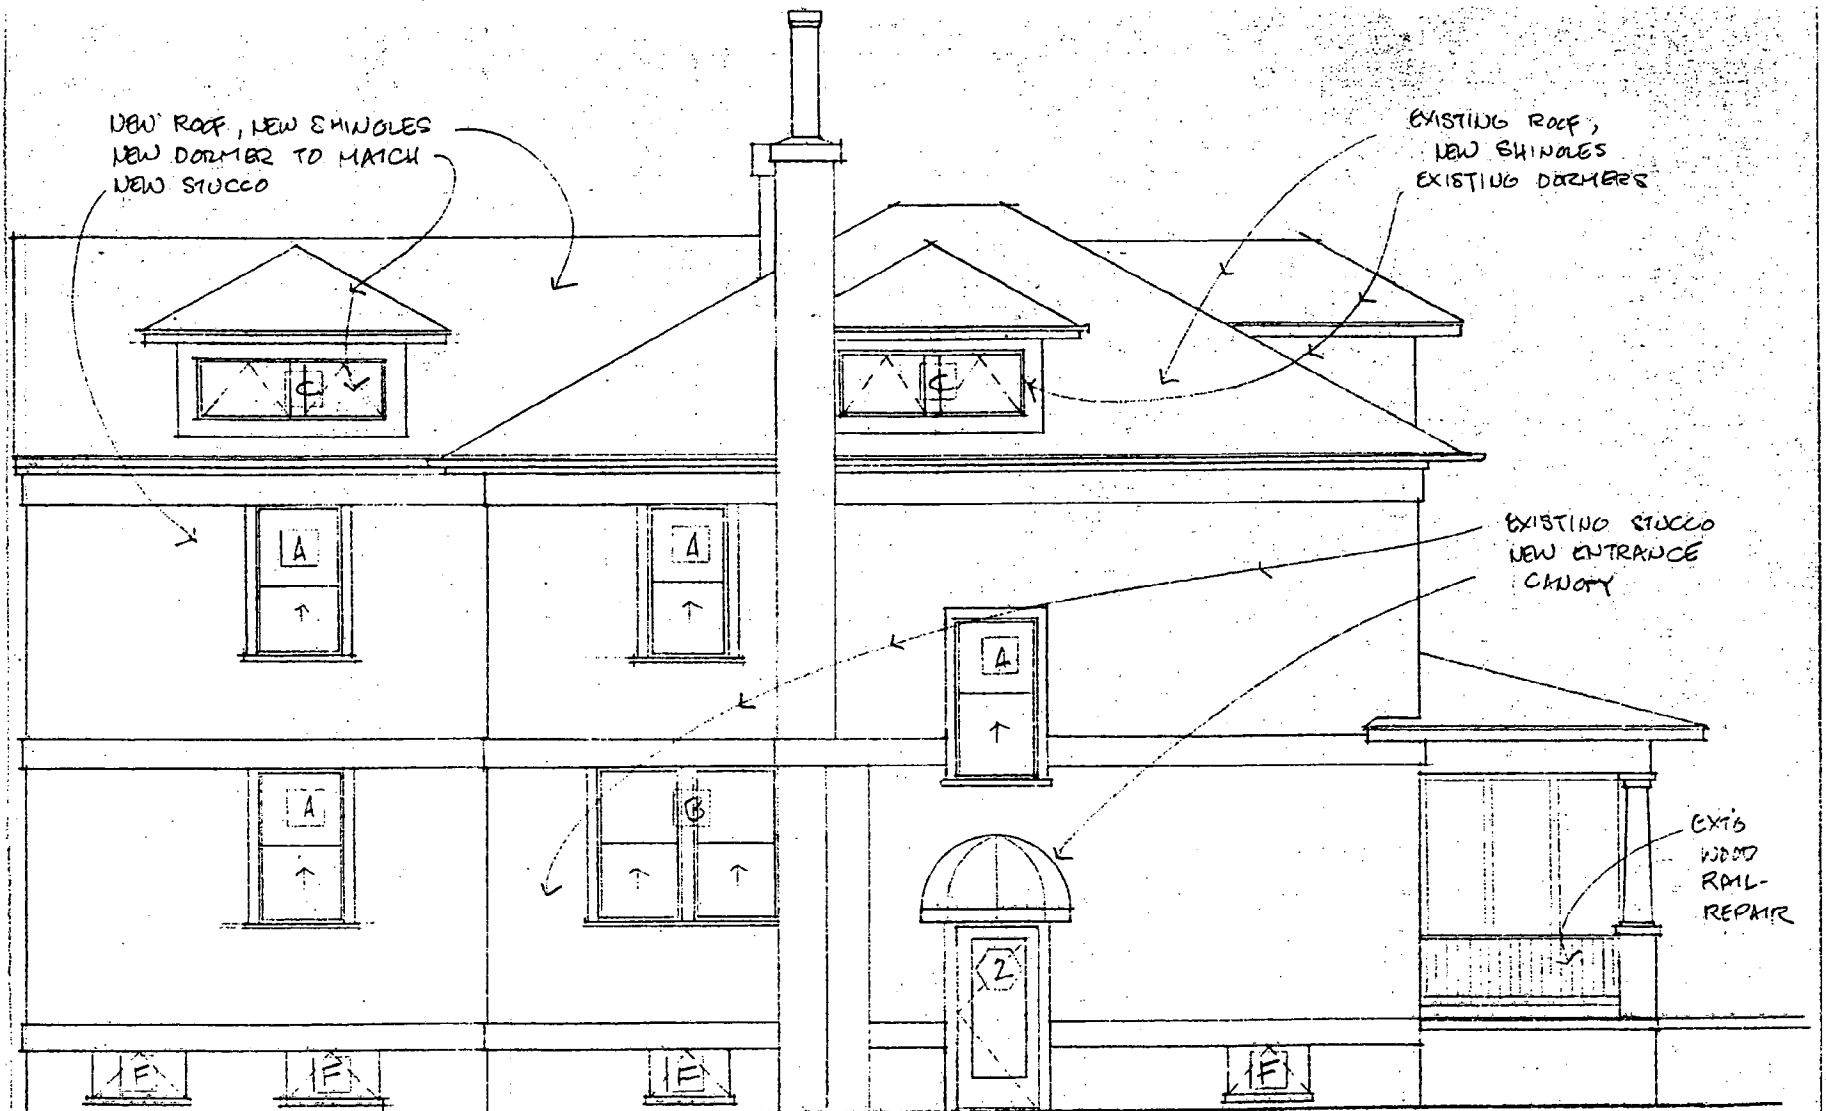 NEW ROOF, NEW SHINGLES
NEW DORMER TO MATCH
NEW STUCCO
EXISTING ROOF,
NEW SHINGLES
EXISTING DORMERS
C
C
EXISTING STUCCO
NEW ENTRANCE
CANOPY
A
A
A
A
B
EXT'G
WOOD
RAIL-
REPAIR
2
F
F
F
F